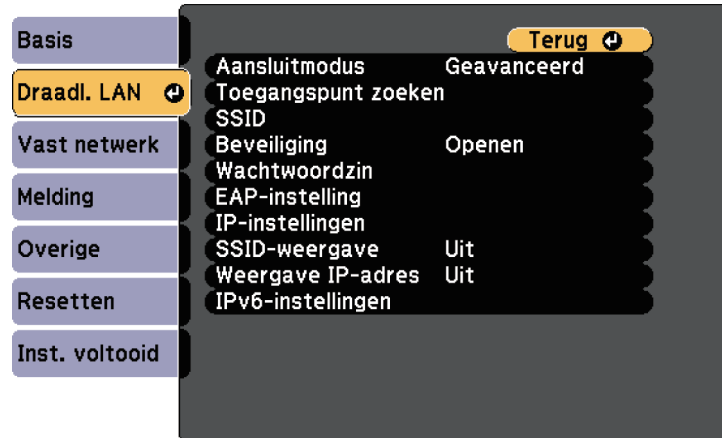 Basis
Draadl. LAN
Vast netwerk
Melding
Overige
Resetten
Inst. voltooid
Terug
Aansluitmodus Geavanceerd
Toegangspunt zoeken
SSID
Beveiliging Openen
Wachtwoordzin
EAP-instelling
IP-instellingen
SSID-weergave Uit
Weergave IP-adres Uit
IPv6-instellingen